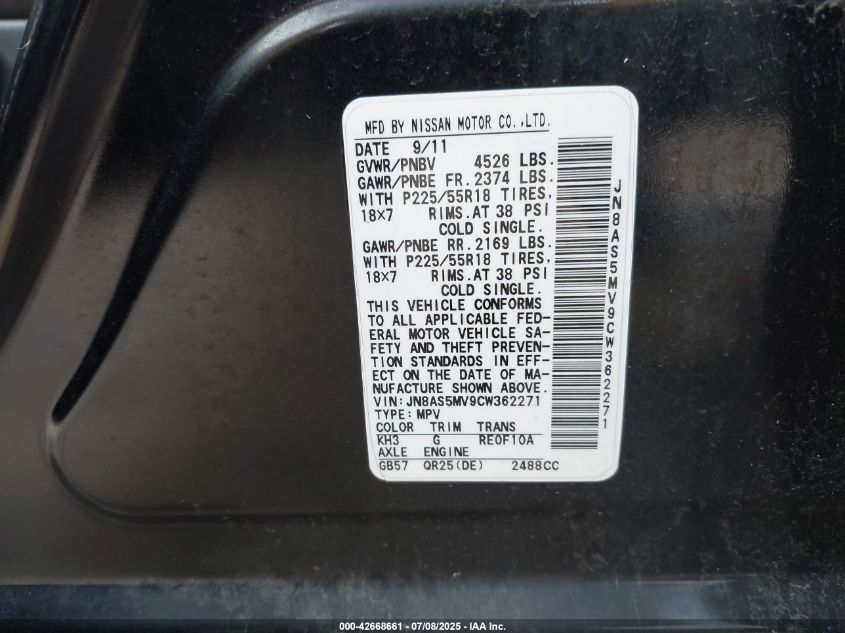 MFD BY NISSAN MOTOR CO.,LTD.
DATE 9/11
GVWR/PNBV 4526 LBS.
GAWR/PNBE FR. 2374 LBS.
WITH P225/55R18 TIRES,
18X7 RIMS.AT 38 PSI
COLD SINGLE.
GAWR/PNBE RR. 2169 LBS.
WITH P225/55R18 TIRES,
18X7 RIMS.AT 38 PSI
COLD SINGLE.
THIS VEHICLE CONFORMS
TO ALL APPLICABLE FED-
ERAL MOTOR VEHICLE SA-
FETY AND THEFT PREVEN-
TION STANDARDS IN EFF-
ECT ON THE DATE OF MA-
NUFACTURE SHOWN ABOVE.
VIN: JN8AS5MV9CW362271
TYPE: MPV
COLOR TRIM TRANS
KH3 G RE0F10A
AXLE ENGINE
GB57 QR25(DE) 2488CC
JN8AS5MV9CW362271
000-42668661 - 07/08/2025 - IAA Inc.